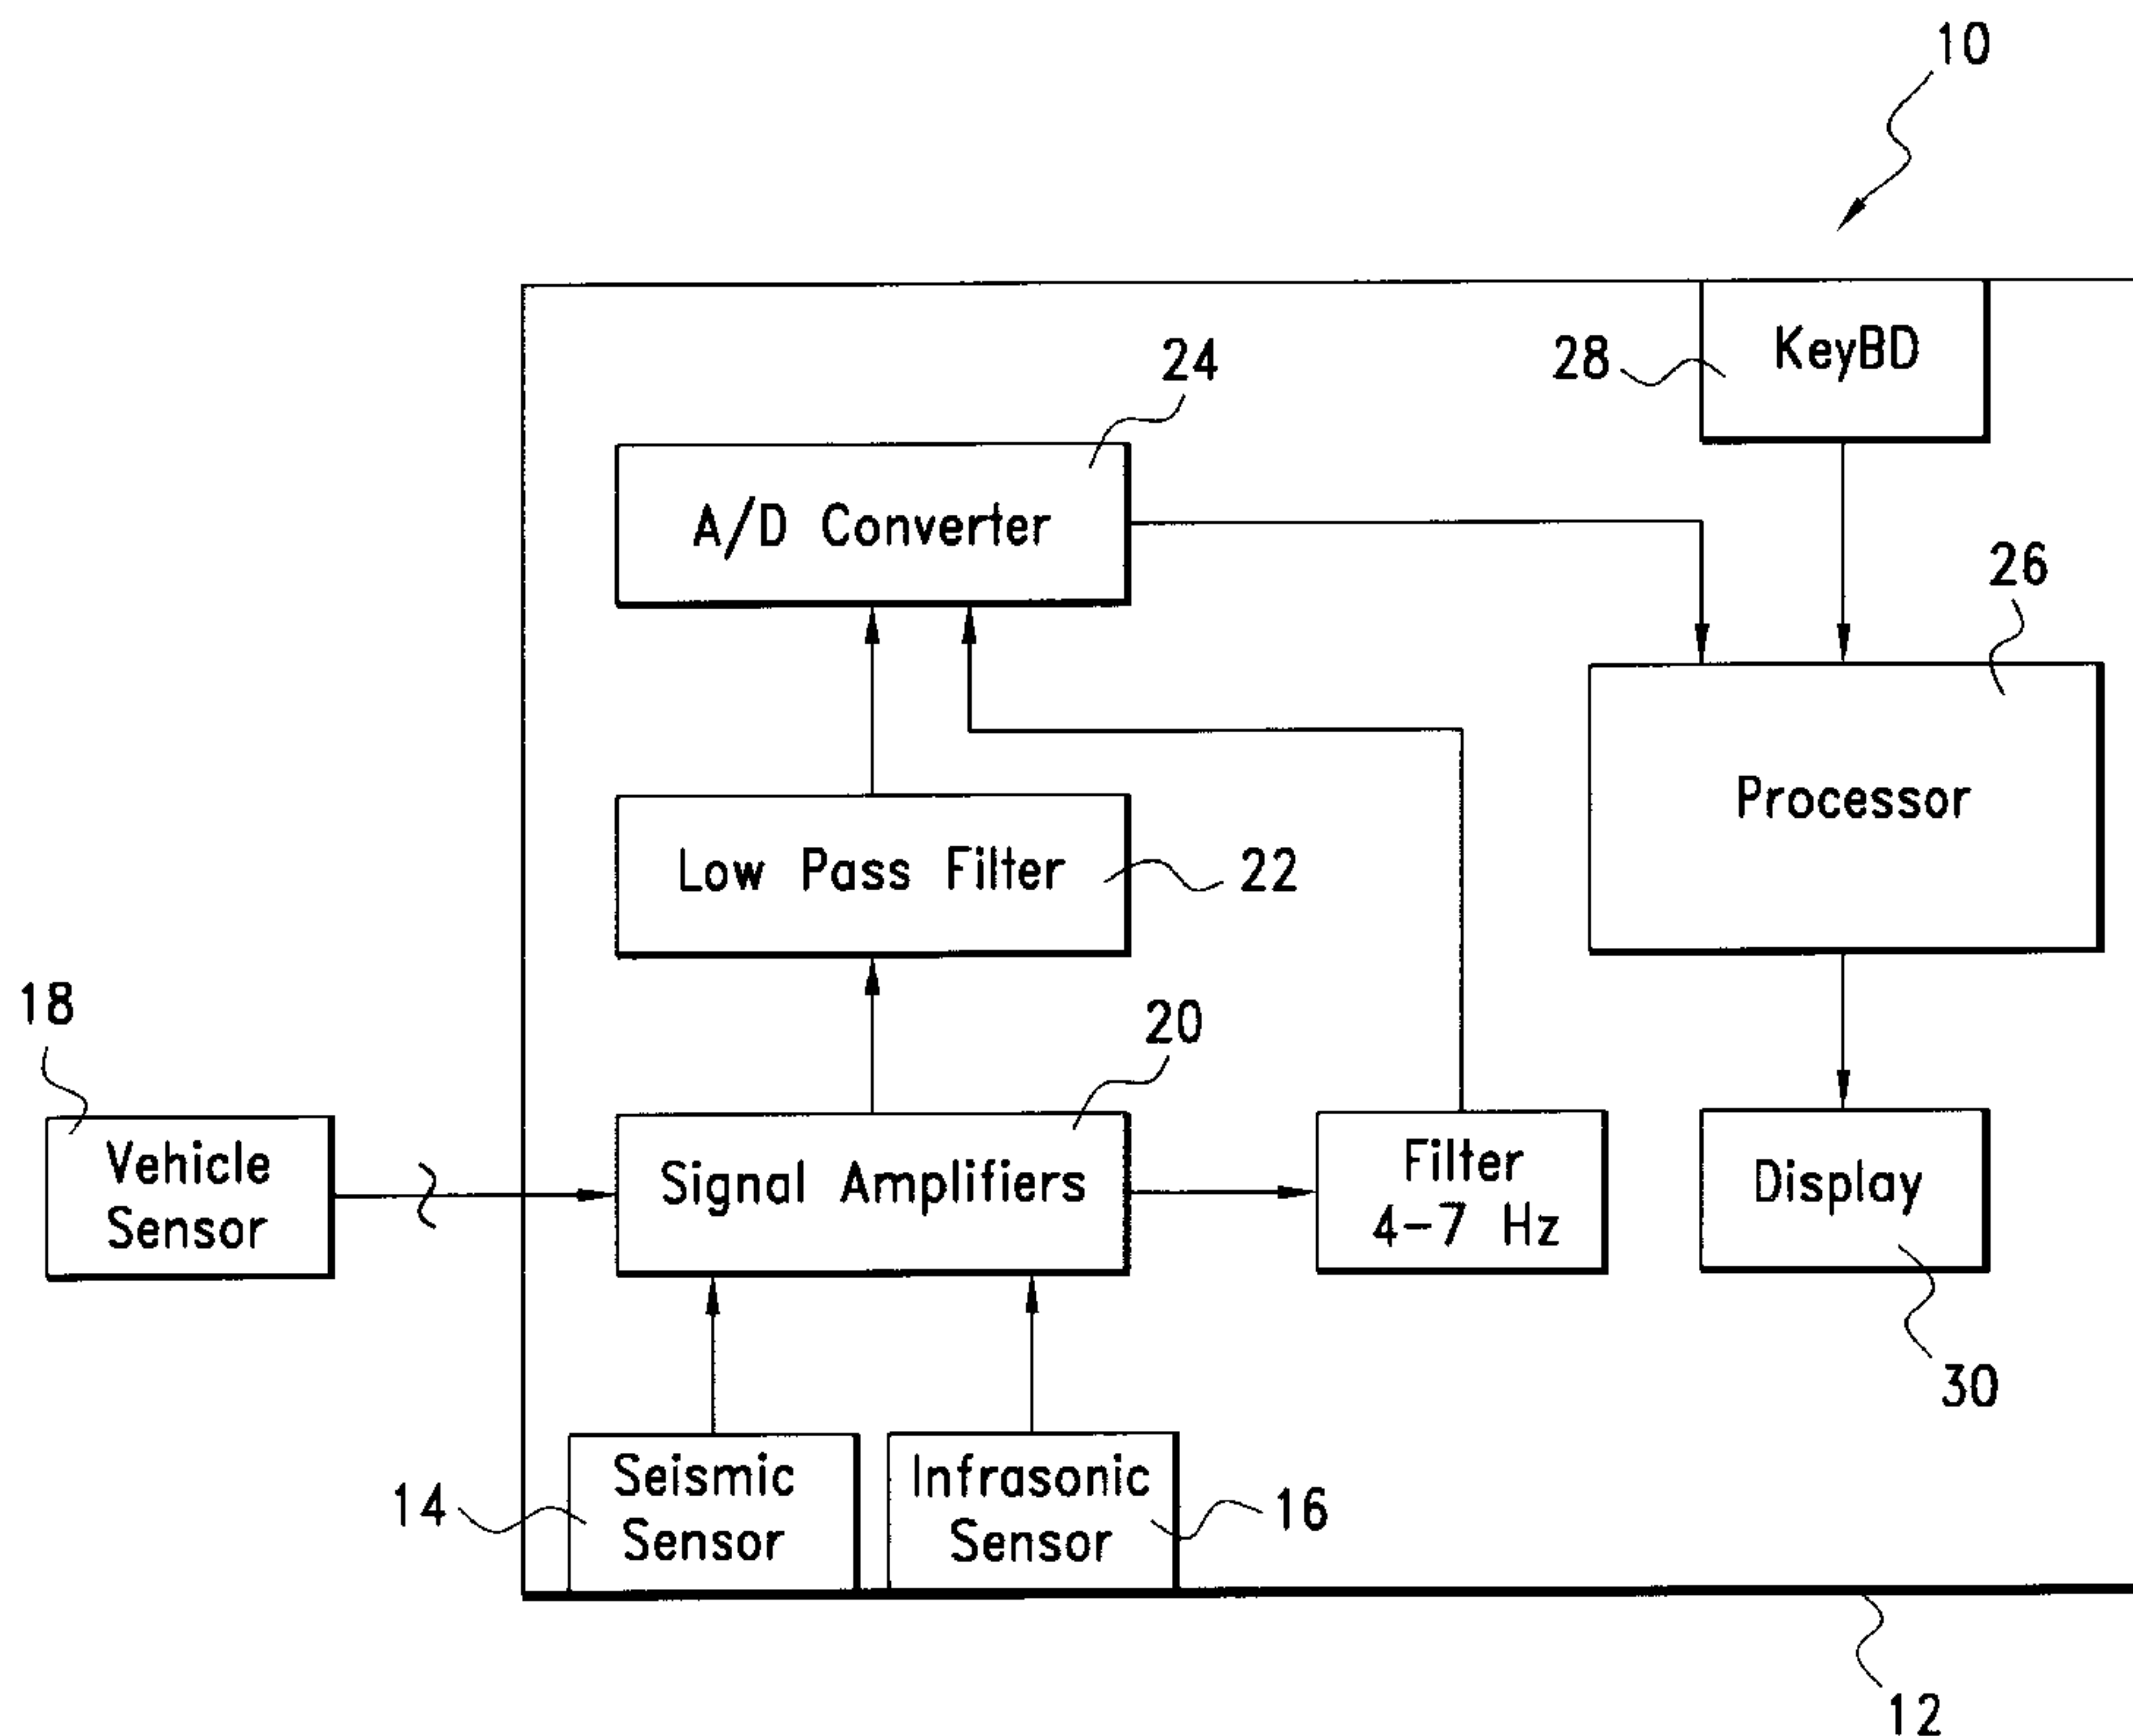 10
KeyBD
28
24
A/D Converter
26
Processor
Low Pass Filter
22
18
20
Vehicle
Sensor
Signal Amplifiers
Filter
4-7 Hz
Display
30
Seismic
Sensor
14
Infrasonic
Sensor
16
12